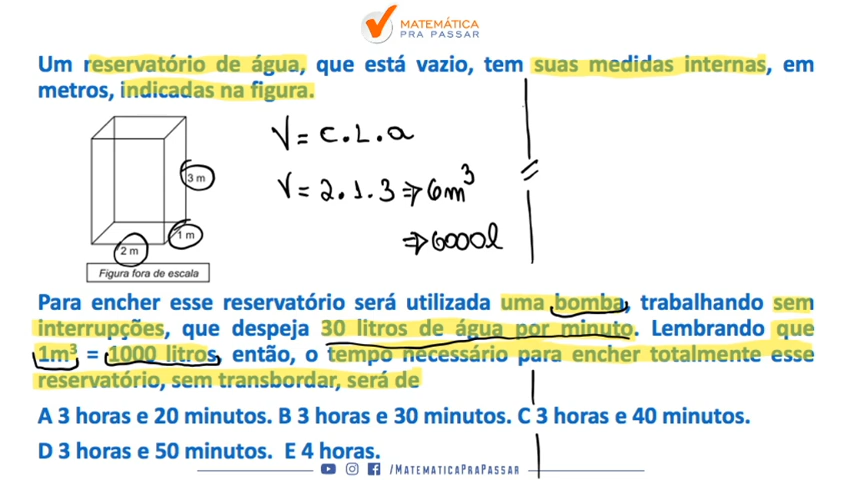 MATEMÁTICA
PRA PASSAR
Um reservatório de água, que está vazio, tem suas medidas internas, em
metros, indicadas na figura.
V = C.L.a
V = 2.1.3 ⇒ 6m³
⇒ 6000l
3 m
1 m
2 m
Figura fora de escala
Para encher esse reservatório será utilizada uma bomba, trabalhando sem
interrupções, que despeja 30 litros de água por minuto. Lembrando que
1m³ = 1000 litros, então, o tempo necessário para encher totalmente esse
reservatório, sem transbordar, será de
A 3 horas e 20 minutos. B 3 horas e 30 minutos. C 3 horas e 40 minutos.
D 3 horas e 50 minutos. E 4 horas.
/MATEMATICAPRAPASSAR